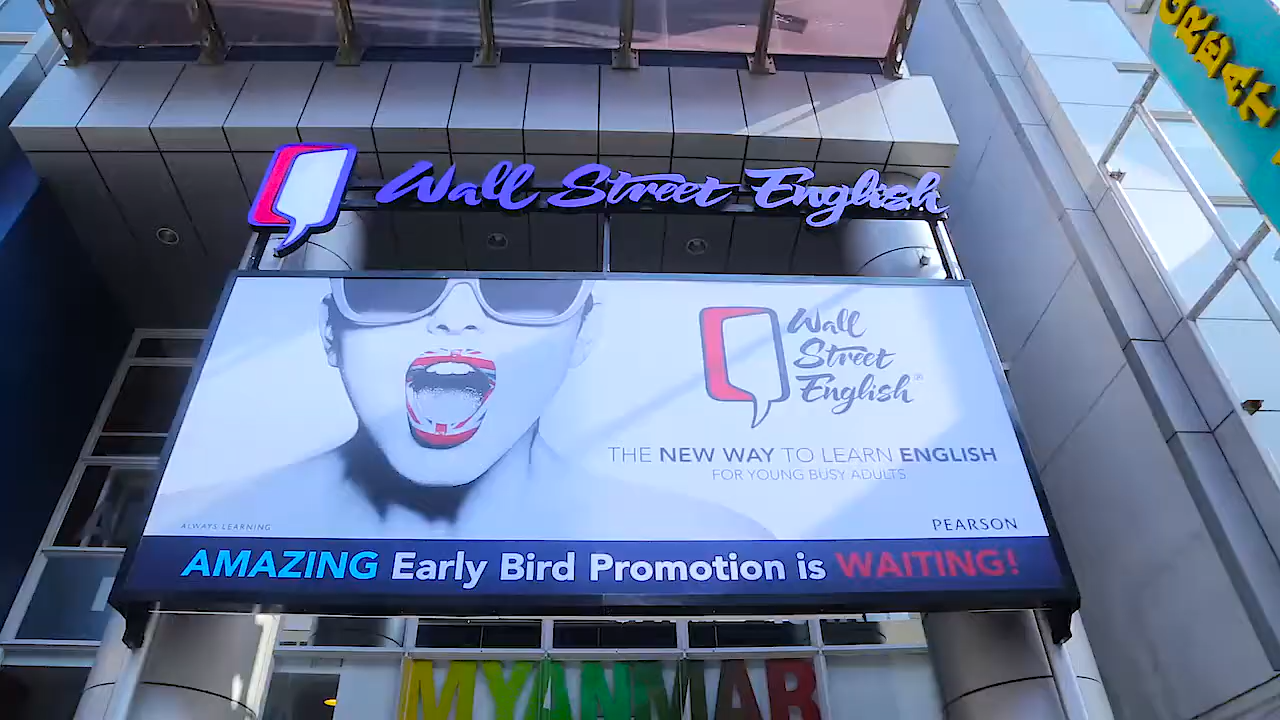 GREAT
Wall Street English
Wall
Street
English®
THE NEW WAY TO LEARN ENGLISH
FOR YOUNG BUSY ADULTS
ALWAYS LEARNING
PEARSON
AMAZING Early Bird Promotion is WAITING!
MYANMAR